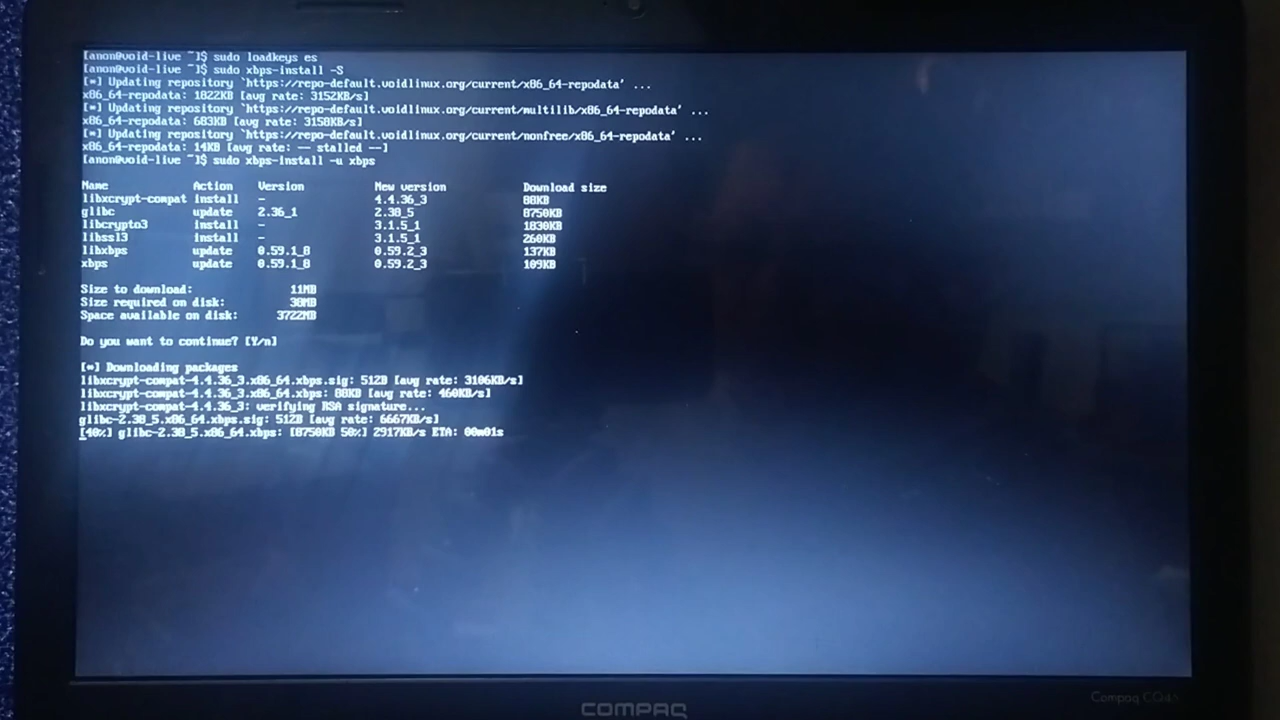 [anon@void-live ~]$ sudo loadkeys es
[anon@void-live ~]$ sudo xbps-install -S
[*] Updating repository `https://repo-default.voidlinux.org/current/x86_64-repodata' ...
x86_64-repodata: 1822KB [avg rate: 3152KB/s]
[*] Updating repository `https://repo-default.voidlinux.org/current/multilib/x86_64-repodata' ...
x86_64-repodata: 683KB [avg rate: 3158KB/s]
[*] Updating repository `https://repo-default.voidlinux.org/current/nonfree/x86_64-repodata' ...
x86_64-repodata: 14KB [avg rate: -- stalled --]
[anon@void-live ~]$ sudo xbps-install -u xbps
Name Action Version New version Download size
libxcrypt-compat install - 4.4.36_3 88KB
glibc update 2.36_1 2.38_5 8750KB
libcrypto3 install - 3.1.5_1 1830KB
libssl3 install - 3.1.5_1 260KB
libxbps update 0.59.1_8 0.59.2_3 137KB
xbps update 0.59.1_8 0.59.2_3 109KB
Size to download: 11MB
Size required on disk: 30MB
Space available on disk: 3722MB
Do you want to continue? [Y/n]
[*] Downloading packages
libxcrypt-compat-4.4.36_3.x86_64.xbps.sig: 512B [avg rate: 3106KB/s]
libxcrypt-compat-4.4.36_3.x86_64.xbps: 88KB [avg rate: 460KB/s]
libxcrypt-compat-4.4.36_3: verifying RSA signature...
glibc-2.38_5.x86_64.xbps.sig: 512B [avg rate: 6667KB/s]
[40%] glibc-2.38_5.x86_64.xbps: [8750KB 50%] 2917KB/s ETA: 00m01s
Compaq
COMPAQ